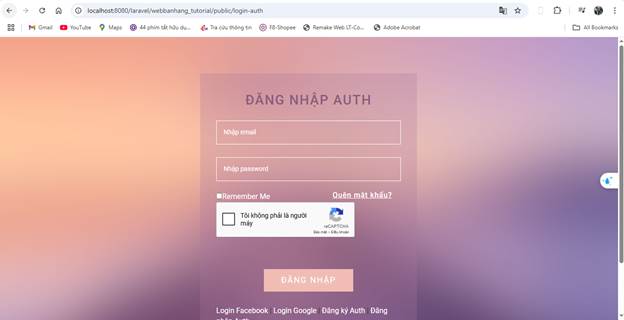 localhost:8080/laravel/webbanhang_tutorial/public/login-auth
Gmail YouTube Maps 44 phim tắt hữu dụ... Tra cứu thông tin F8-Shopee Remake Web LT-Co... Adobe Acrobat All Bookmarks
ĐĂNG NHẬP AUTH
Nhập email
Nhập password
Remember Me Quên mật khẩu?
Tôi không phải là người
máy
reCAPTCHA
Bảo mật - Điều khoản
ĐĂNG NHẬP
Login Facebook | Login Google | Đăng ký Auth | Đăng
nhập Auth